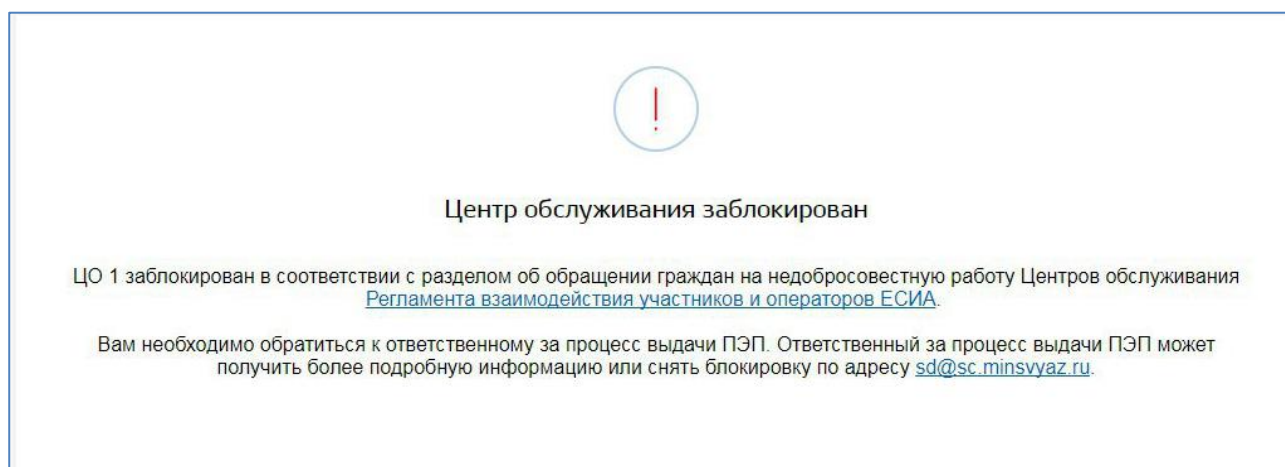 !
Центр обслуживания заблокирован
ЦО 1 заблокирован в соответствии с разделом об обращении граждан на недобросовестную работу Центров обслуживания
Регламента взаимодействия участников и операторов ЕСИА.
Вам необходимо обратиться к ответственному за процесс выдачи ПЭП. Ответственный за процесс выдачи ПЭП может
получить более подробную информацию или снять блокировку по адресу sd@sc.minsvyaz.ru.